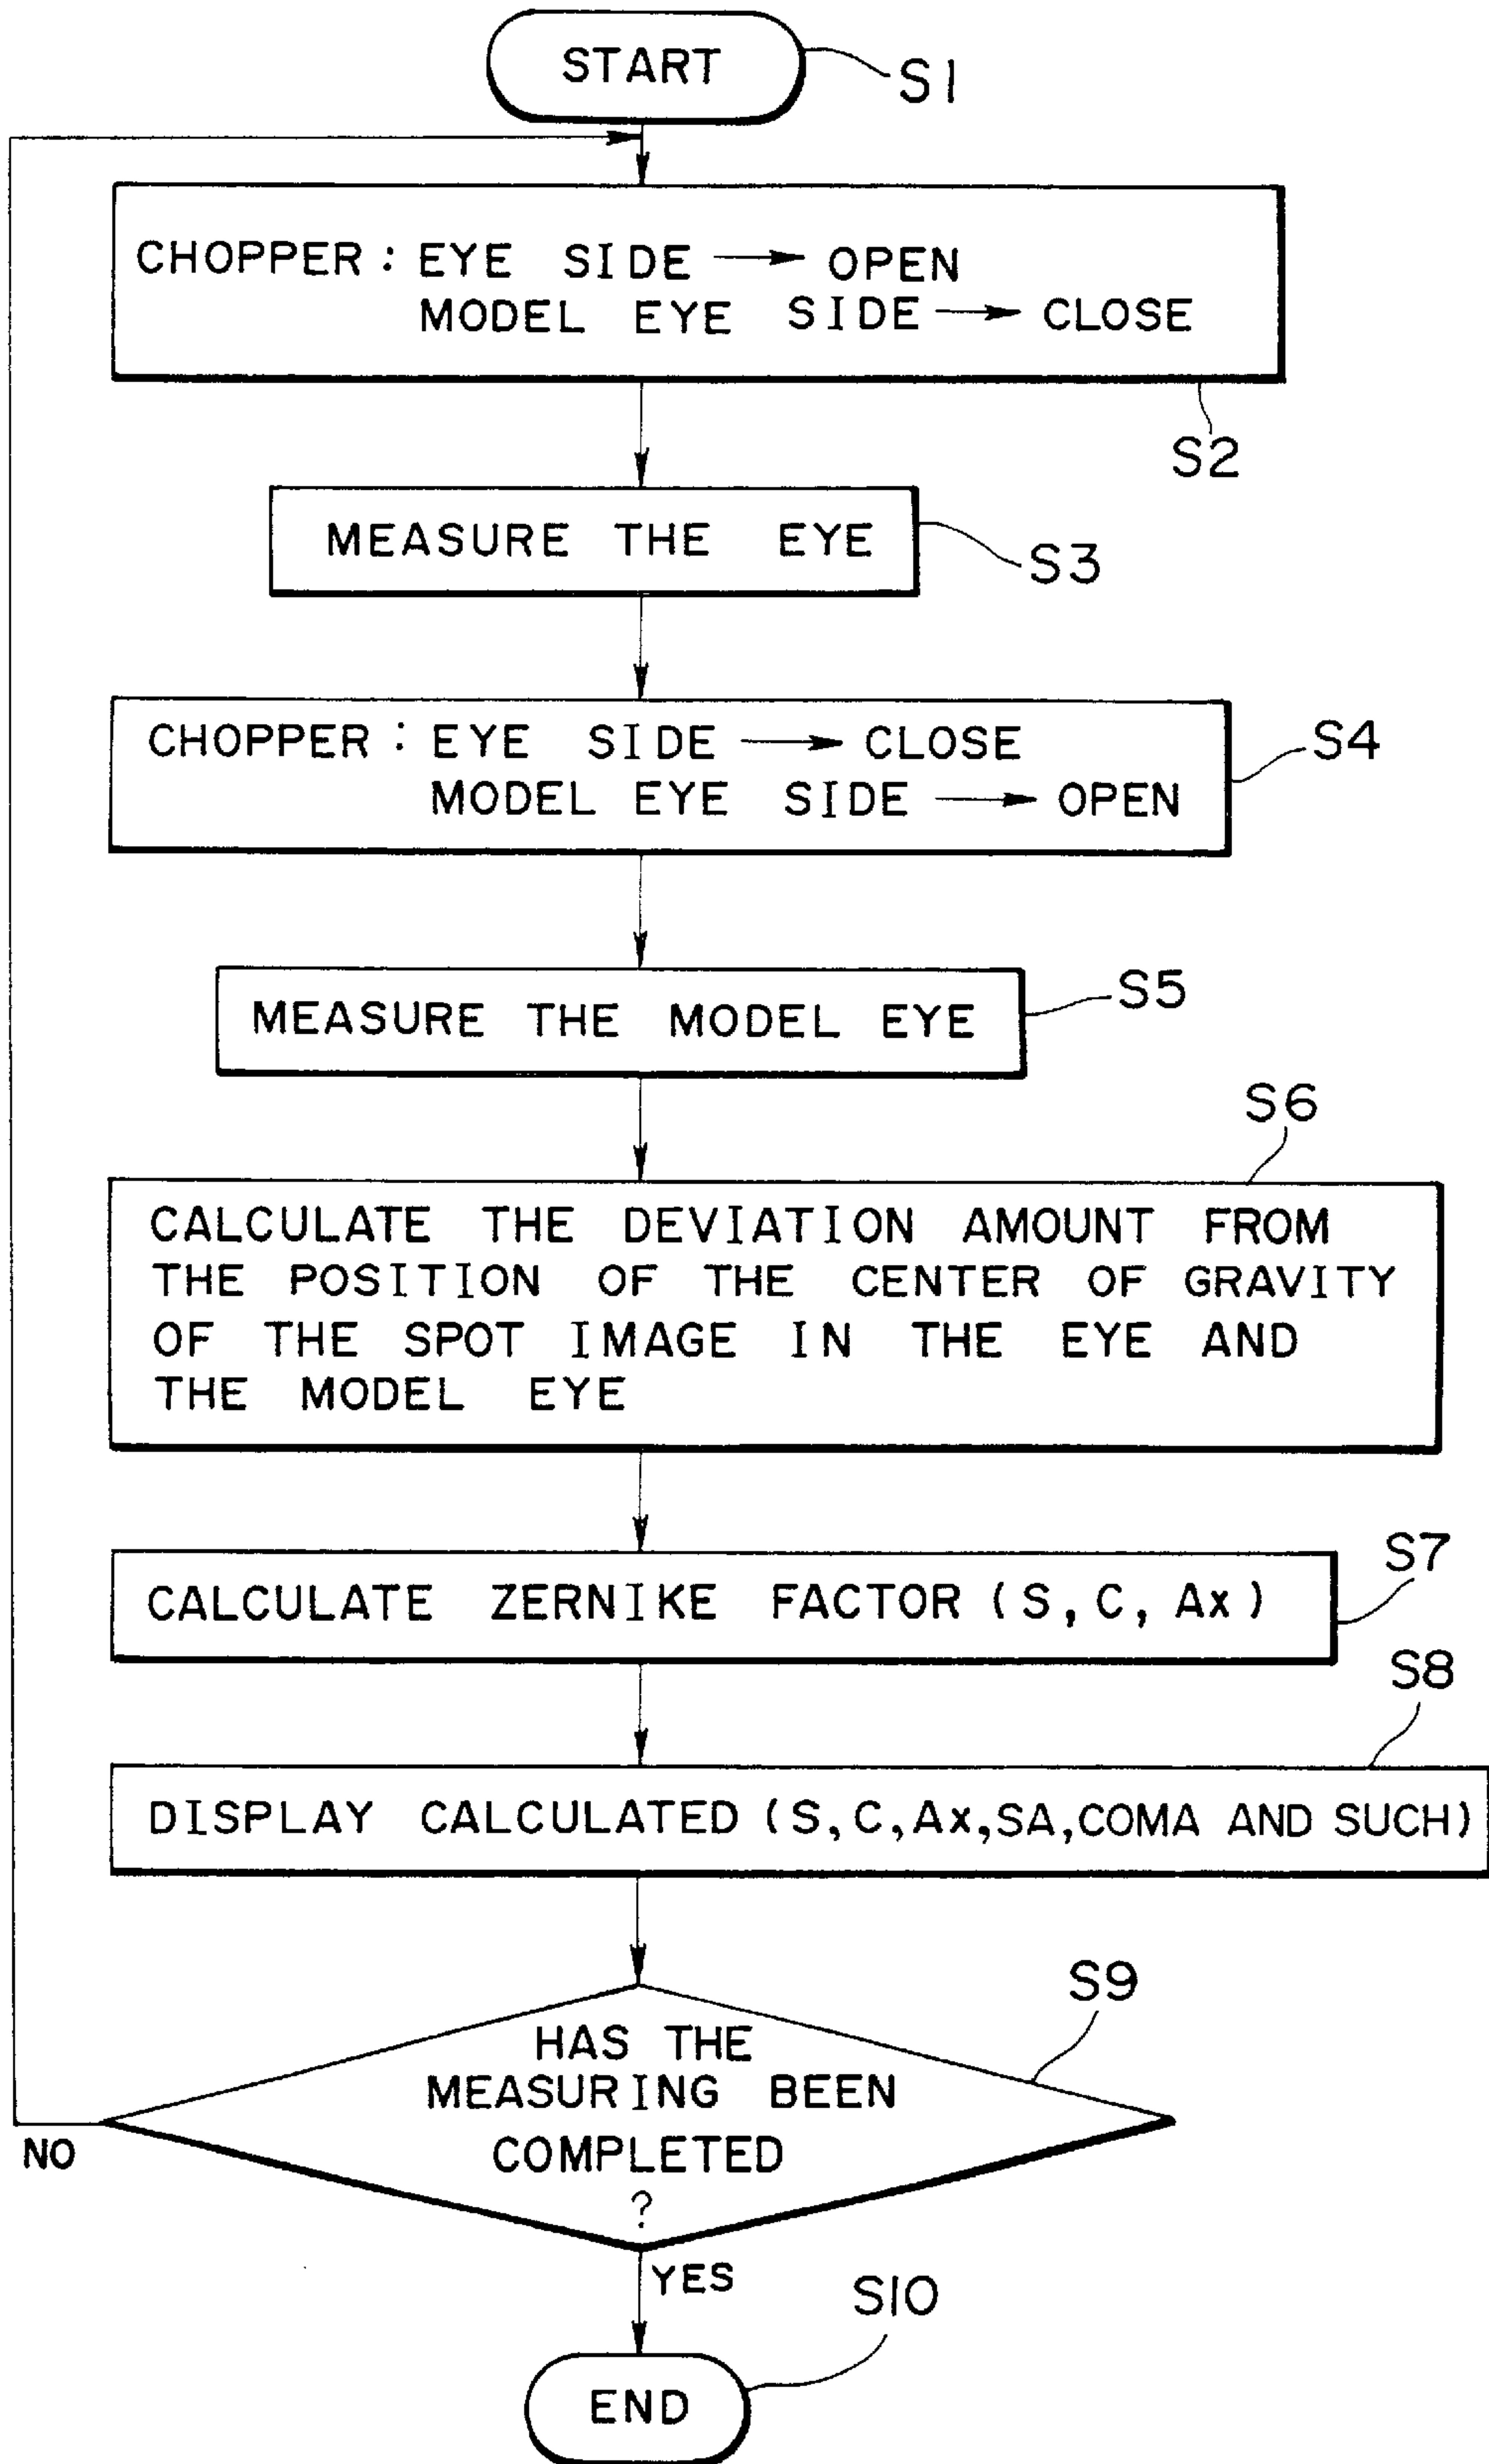 START
S1
CHOPPER : EYE SIDE → OPEN
MODEL EYE SIDE → CLOSE
S2
MEASURE THE EYE
S3
CHOPPER : EYE SIDE → CLOSE
MODEL EYE SIDE → OPEN
S4
MEASURE THE MODEL EYE
S5
S6
CALCULATE THE DEVIATION AMOUNT FROM
THE POSITION OF THE CENTER OF GRAVITY
OF THE SPOT IMAGE IN THE EYE AND
THE MODEL EYE
S7
CALCULATE ZERNIKE FACTOR (S, C, Ax)
S8
DISPLAY CALCULATED (S, C, Ax, SA, COMA AND SUCH)
S9
HAS THE
MEASURING BEEN
COMPLETED
?
NO
YES
S10
END